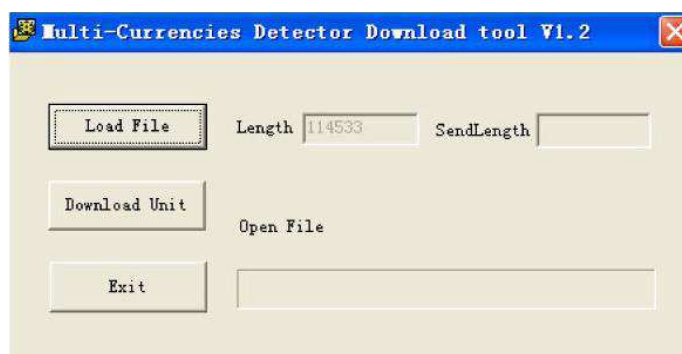 Multi-Currencies Detector Download tool V1.2
Load File
Length 114533
SendLength
Download Unit
Open File
Exit